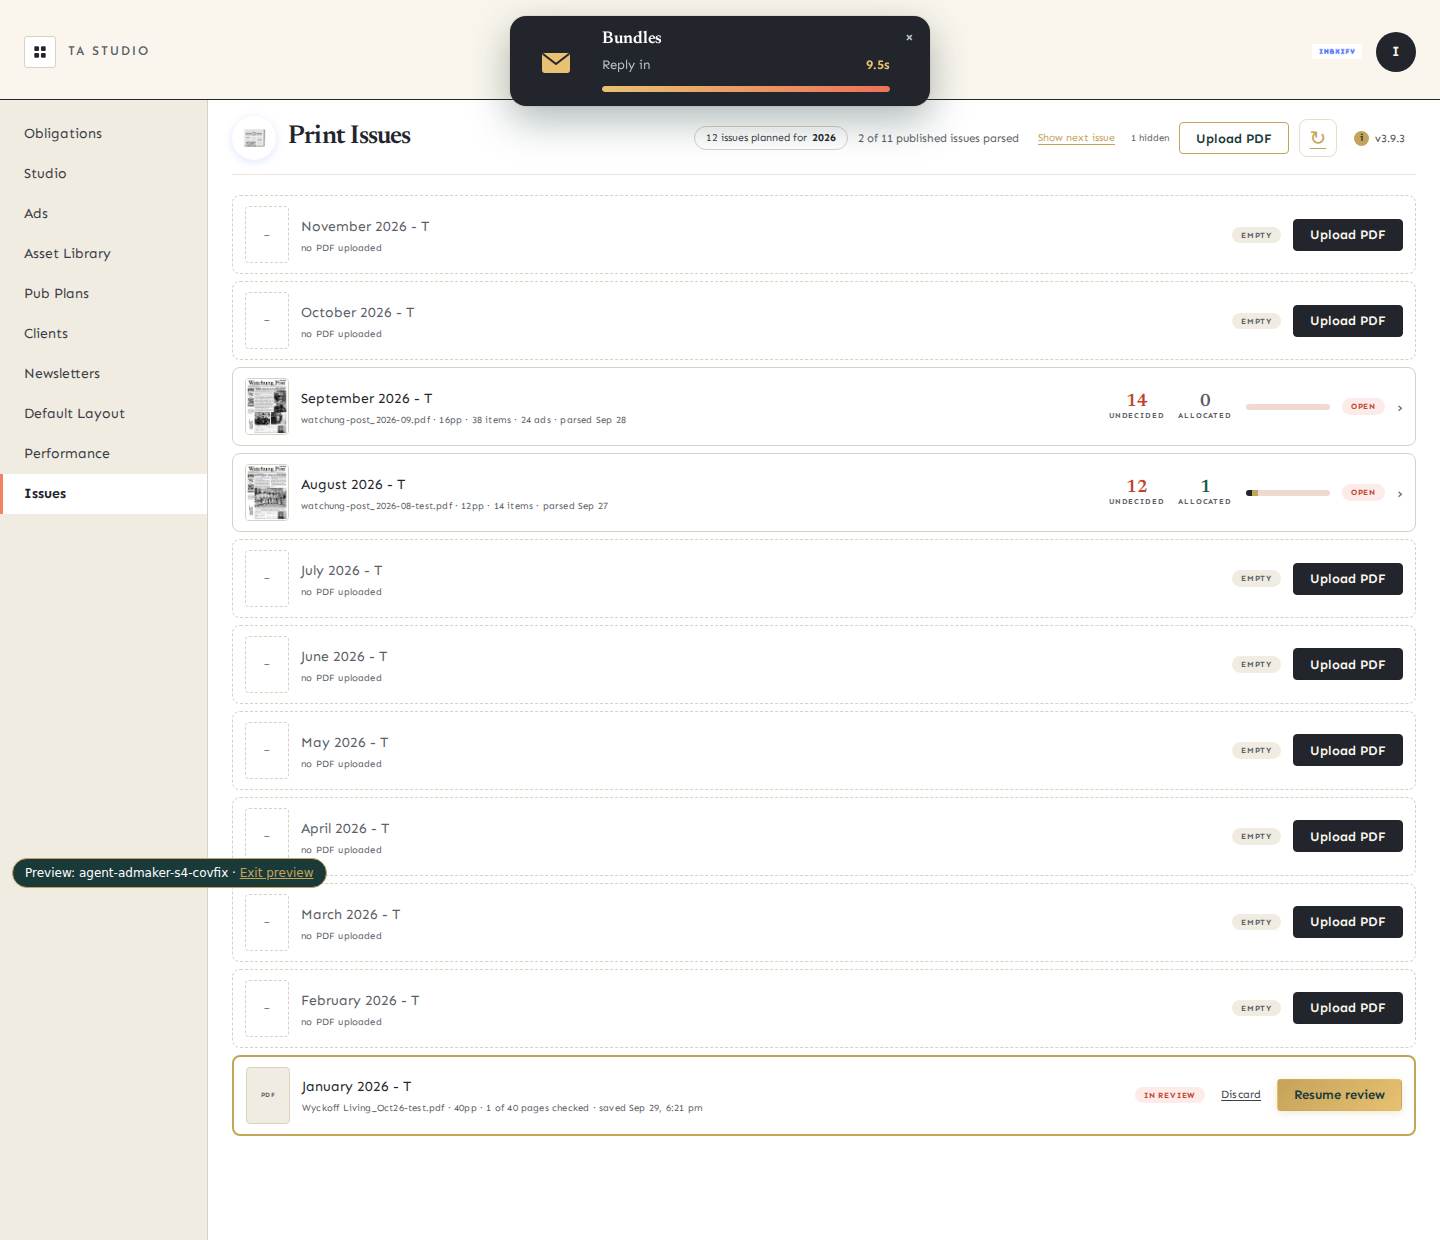 TA STUDIO
Bundles
×
Reply in
9.5s
INBXIFY
I
Obligations
Studio
Ads
Asset Library
Pub Plans
Clients
Newsletters
Default Layout
Performance
Issues
Print Issues
12 issues planned for 2026
2 of 11 published issues parsed
Show next issue
1 hidden
Upload PDF
↻
i
v3.9.3
–
November 2026 - T
no PDF uploaded
EMPTY
Upload PDF
–
October 2026 - T
no PDF uploaded
EMPTY
Upload PDF
Watchung Post
September 2026 - T
watchung-post_2026-09.pdf · 16pp · 38 items · 24 ads · parsed Sep 28
14
UNDECIDED
0
ALLOCATED
OPEN
›
Watchung Post
August 2026 - T
watchung-post_2026-08-test.pdf · 12pp · 14 items · parsed Sep 27
12
UNDECIDED
1
ALLOCATED
OPEN
›
–
July 2026 - T
no PDF uploaded
EMPTY
Upload PDF
–
June 2026 - T
no PDF uploaded
EMPTY
Upload PDF
–
May 2026 - T
no PDF uploaded
EMPTY
Upload PDF
–
April 2026 - T
no PDF uploaded
EMPTY
Upload PDF
Preview: agent-admaker-s4-covfix · Exit preview
–
March 2026 - T
no PDF uploaded
EMPTY
Upload PDF
–
February 2026 - T
no PDF uploaded
EMPTY
Upload PDF
PDF
January 2026 - T
Wyckoff Living_Oct26-test.pdf · 40pp · 1 of 40 pages checked · saved Sep 29, 6:21 pm
IN REVIEW
Discard
Resume review